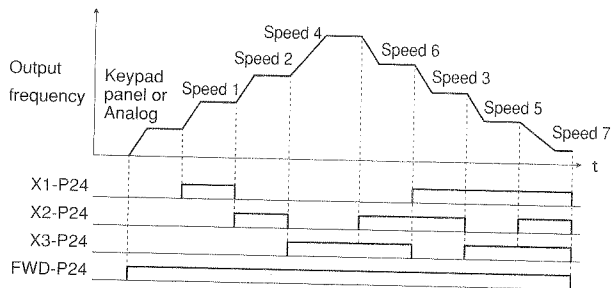 Speed 4
Speed 2
Speed 6
Output
frequency
Keypad
panel or
Analog
Speed 1
Speed 3
Speed 5
Speed 7
t
X1-P24
X2-P24
X3-P24
FWD-P24